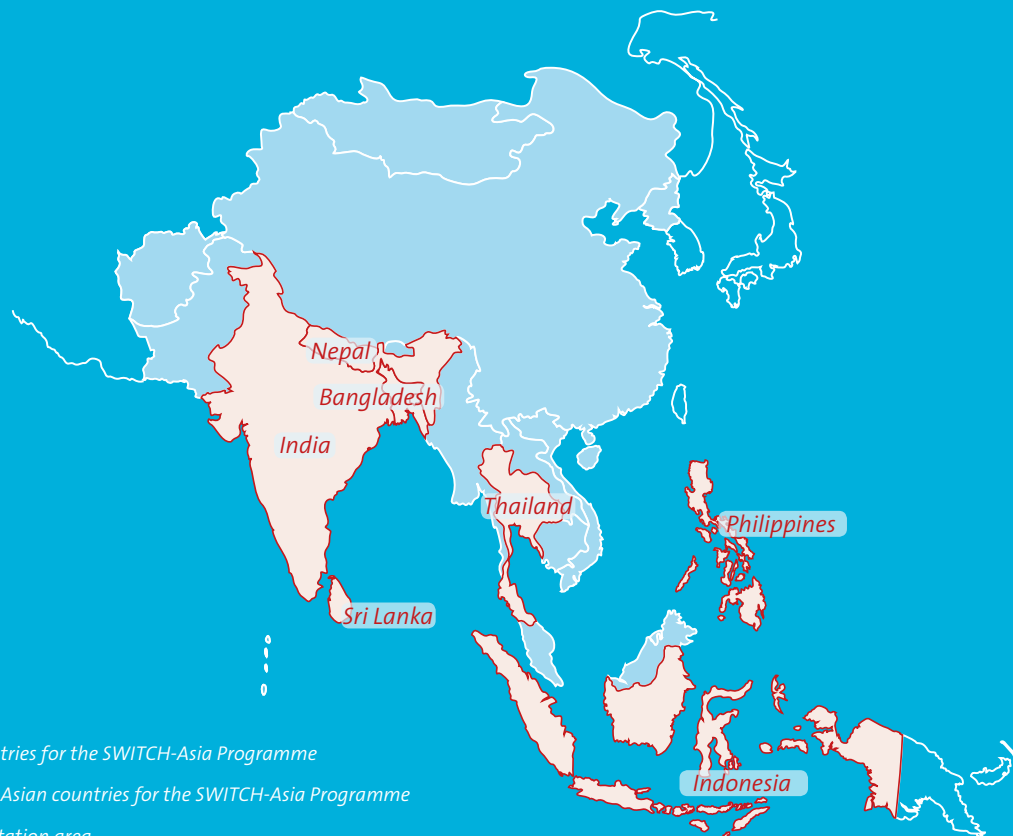 Nepal
Bangladesh
India
Thailand
Philippines
Sri Lanka
Indonesia
for the SWITCH-Asia Programme
Asian countries for the SWITCH-Asia Programme
area